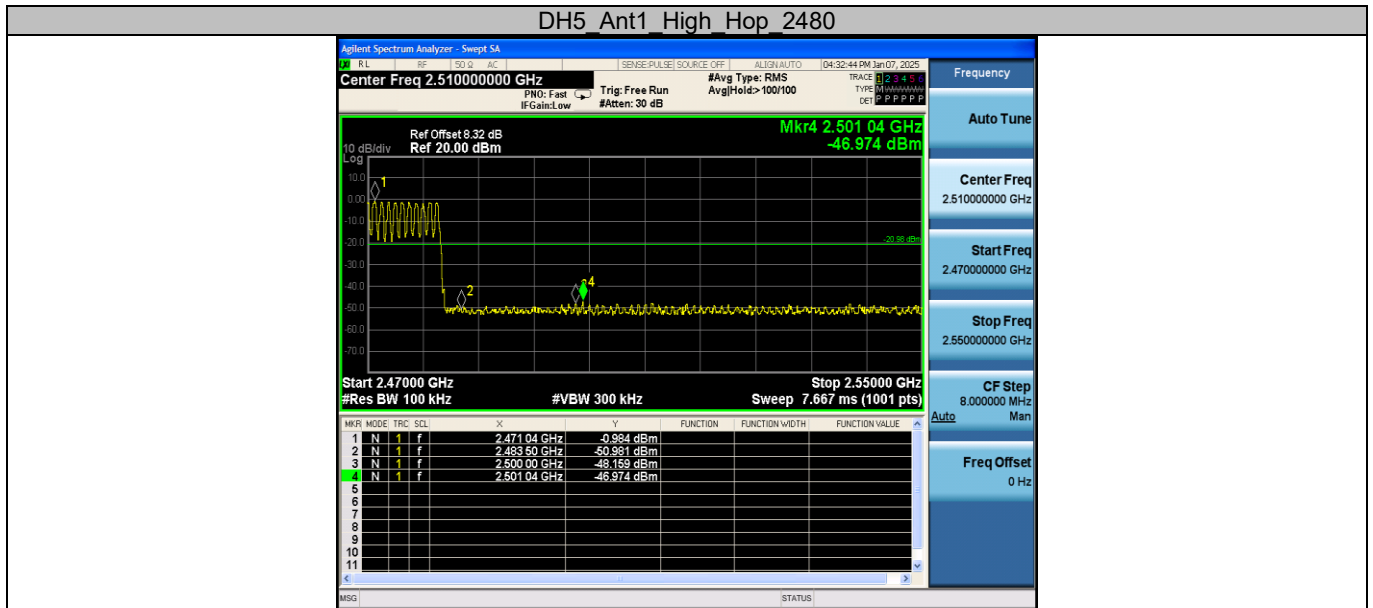 DH5_Ant1_High_Hop_2480
Agilent Spectrum Analyzer - Swept SA
RL RF 50 Ω AC SENSE:PULSE SOURCE OFF ALIGN AUTO 04:32:44 PM Jan 07, 2025
Center Freq 2.510000000 GHz
PNO: Fast
IFGain:Low
Trig: Free Run
#Atten: 30 dB
#Avg Type: RMS
Avg|Hold:> 100/100
TRACE 1 2 3 4 5 6
TYPE M
DET P P P P P P
Mkr4 2.501 04 GHz
-46.974 dBm
Ref Offset 8.32 dB
10 dB/div Ref 20.00 dBm
Log
10.0
0.00
-10.0
-20.0
-30.0
-40.0
-50.0
-60.0
-70.0
1
2
4
-20.98 dBm
Start 2.47000 GHz Stop 2.55000 GHz
#Res BW 100 kHz #VBW 300 kHz Sweep 7.667 ms (1001 pts)
MKR MODE TRC SCL X Y FUNCTION FUNCTION WIDTH FUNCTION VALUE
1 N 1 f 2.471 04 GHz -0.984 dBm
2 N 1 f 2.483 50 GHz -50.981 dBm
3 N 1 f 2.500 00 GHz -48.159 dBm
4 N 1 f 2.501 04 GHz -46.974 dBm
5
6
7
8
9
10
11
MSG STATUS
Frequency
Auto Tune
Center Freq
2.510000000 GHz
Start Freq
2.470000000 GHz
Stop Freq
2.550000000 GHz
CF Step
8.000000 MHz
Auto Man
Freq Offset
0 Hz